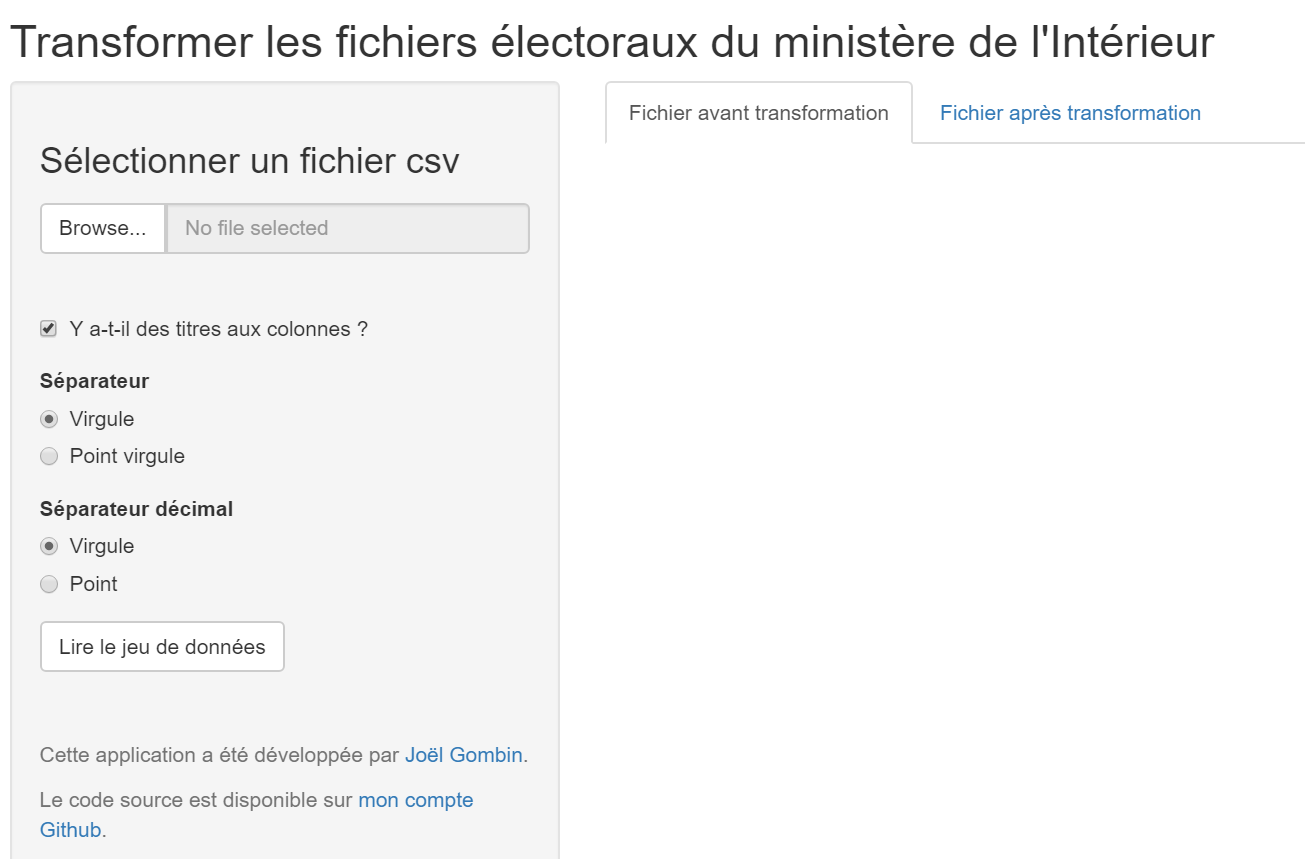 Transformer les fichiers électoraux du ministère de l'Intérieur
Sélectionner un fichier csv
Browse...
No file selected
Y a-t-il des titres aux colonnes ?
Séparateur
Virgule
Point virgule
Séparateur décimal
Virgule
Point
Lire le jeu de données
Cette application a été développée par Joël Gombin.
Le code source est disponible sur mon compte
Github.
Fichier avant transformation
Fichier après transformation